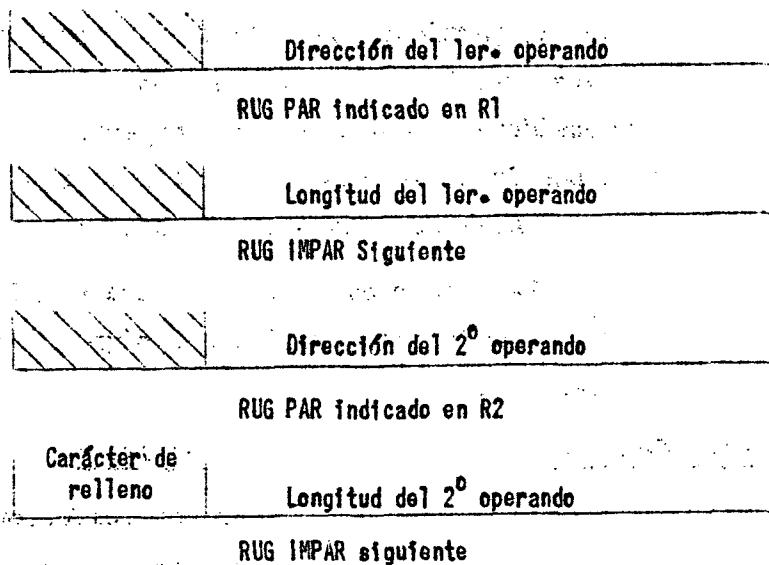 Dirección del 1er. operando
RUG PAR indicado en R1
Longitud del 1er. operando
RUG IMPAR Siguiente
Dirección del 2º operando
RUG PAR indicado en R2
Carácter de
relleno
Longitud del 2º operando
RUG IMPAR siguiente